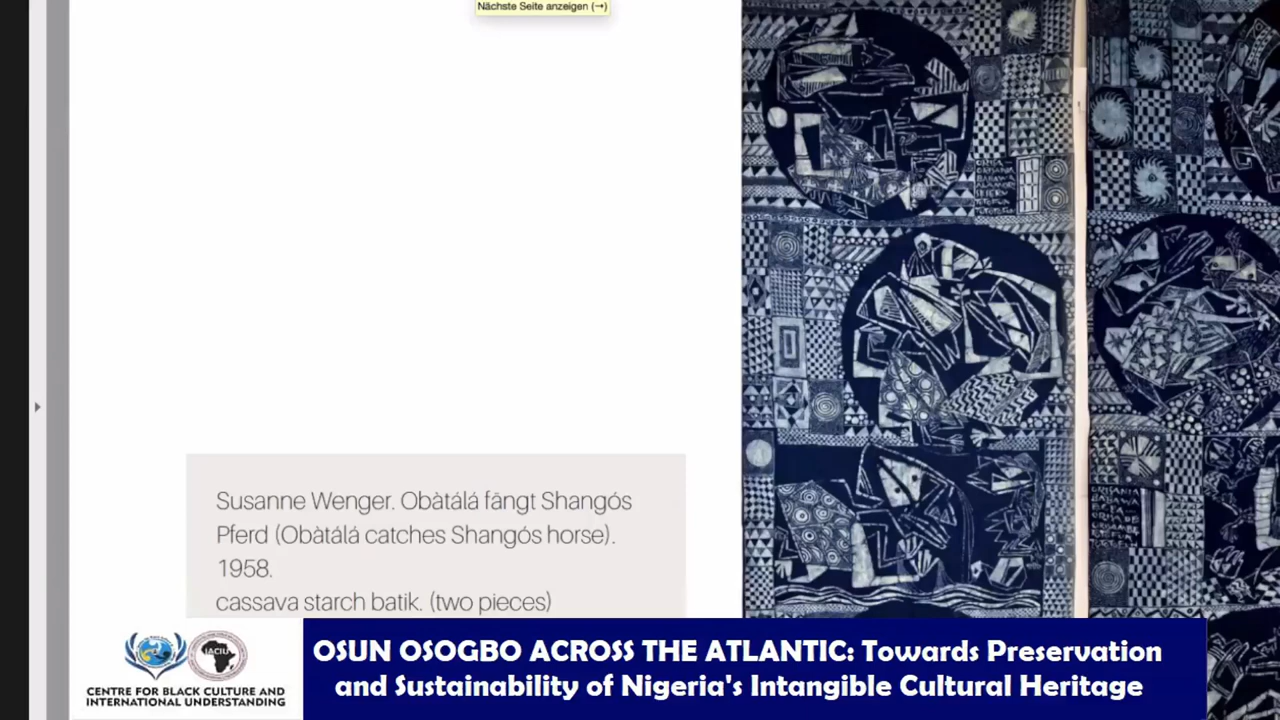 Nächste Seite anzeigen (→)
Susanne Wenger. Obàtálá fängt Shangós
Pferd (Obàtálá catches Shangós horse).
1958.
cassava starch batik. (two pieces)
IACIU
CENTRE FOR BLACK CULTURE AND
INTERNATIONAL UNDERSTANDING
OSUN OSOGBO ACROSS THE ATLANTIC: Towards Preservation
and Sustainability of Nigeria's Intangible Cultural Heritage